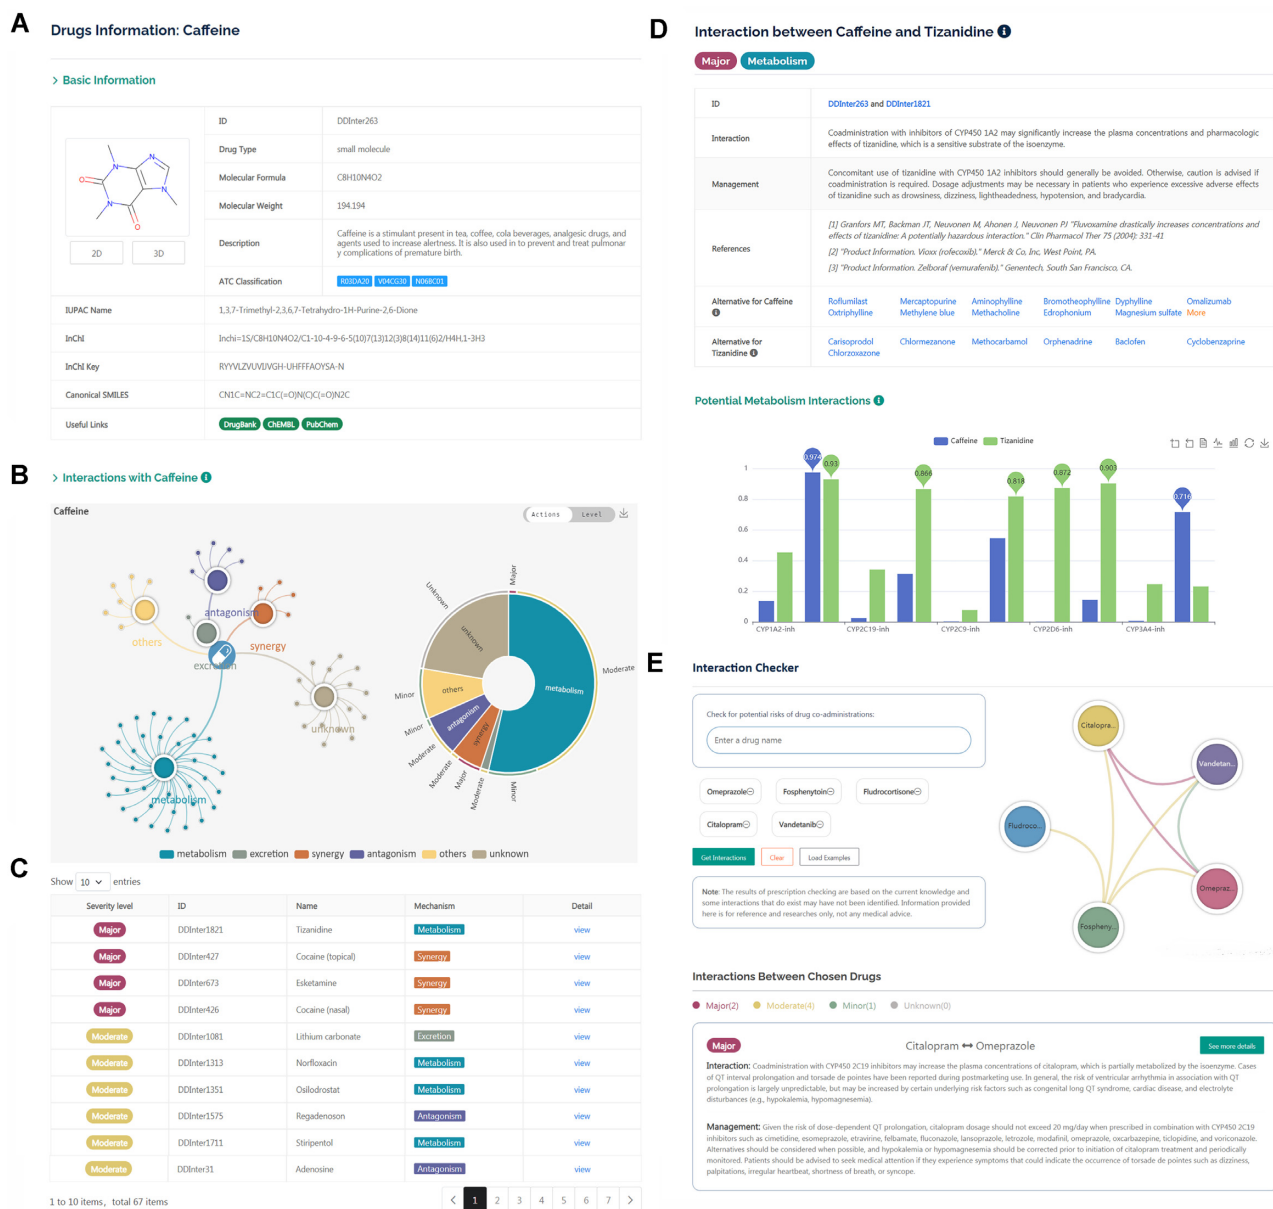 A
Drugs Information: Caffeine
> Basic Information
ID DDInter263
Drug Type small molecule
Molecular Formula C8H10N4O2
Molecular Weight 194.194
Description Caffeine is a stimulant present in tea, coffee, cola beverages, analgesic drugs, and
agents used to increase alertness. It is also used in to prevent and treat pulmonar
y complications of premature birth.
ATC Classification R03DA20 V04CG30 N06BC01
N N N N O O
2D 3D
IUPAC Name 1,3,7-Trimethyl-2,3,6,7-Tetrahydro-1H-Purine-2,6-Dione
InChI Inchi=1S/C8H10N4O2/C1-10-4-9-6-5(10)7(13)12(3)8(14)11(6)2/H4H,1-3H3
InChI Key RYYVLZVUVIJVGH-UHFFFAOYSA-N
Canonical SMILES CN1C=NC2=C1C(=O)N(C)C(=O)N2C
Useful Links DrugBank ChEMBL PubChem
B
> Interactions with Caffeine
Caffeine
Actions Level
others
antagonism
synergy
excretion
unknown
metabolism
Unknown
Major
Moderate
Minor
Minor
Moderate
Moderate
Major
Moderate
Minor
unknown
others
antagonism
synergy
metabolism
metabolism excretion synergy antagonism others unknown
C
Show 10 entries
Severity level ID Name Mechanism Detail
Major DDInter1821 Tizanidine Metabolism view
Major DDInter427 Cocaine (topical) Synergy view
Major DDInter673 Esketamine Synergy view
Major DDInter426 Cocaine (nasal) Synergy view
Moderate DDInter1081 Lithium carbonate Excretion view
Moderate DDInter1313 Norfloxacin Metabolism view
Moderate DDInter1351 Osilodrostat Metabolism view
Moderate DDInter1575 Regadenoson Antagonism view
Moderate DDInter1711 Stiripentol Metabolism view
Moderate DDInter31 Adenosine Antagonism view
1 to 10 items, total 67 items
< 1 2 3 4 5 6 7 >
D
Interaction between Caffeine and Tizanidine
Major Metabolism
ID DDInter263 and DDInter1821
Interaction Coadministration with inhibitors of CYP450 1A2 may significantly increase the plasma concentrations and pharmacologic
effects of tizanidine, which is a sensitive substrate of the isoenzyme.
Management Concomitant use of tizanidine with CYP450 1A2 inhibitors should generally be avoided. Otherwise, caution is advised if
coadministration is required. Dosage adjustments may be necessary in patients who experience excessive adverse effects
of tizanidine such as drowsiness, dizziness, lightheadedness, hypotension, and bradycardia.
References [1] Granfors MT, Backman JT, Neuvonen M, Ahonen J, Neuvonen PJ "Fluvoxamine drastically increases concentrations and
effects of tizanidine: A potentially hazardous interaction." Clin Pharmacol Ther 75 (2004): 331-41
[2] "Product Information. Vioxx (rofecoxib)." Merck & Co, Inc, West Point, PA.
[3] "Product Information. Zelboraf (vemurafenib)." Genentech, South San Francisco, CA.
Alternative for Caffeine Roflumilast Mercaptopurine Aminophylline Bromotheophylline Dyphylline Omalizumab
Oxtriphylline Methylene blue Methacholine Edrophonium Magnesium sulfate More
Alternative for Tizanidine Carisoprodol Chlormezanone Methocarbamol Orphenadrine Baclofen Cyclobenzaprine
Chlorzoxazone
Potential Metabolism Interactions
Caffeine Tizanidine
0.974 0.93 0.866 0.818 0.872 0.903 0.716
1
0.8
0.6
0.4
0.2
0
CYP1A2-inh CYP2C19-inh CYP2C9-inh CYP2D6-inh CYP3A4-inh
E
Interaction Checker
Check for potential risks of drug co-administrations:
Enter a drug name
Omeprazole Fosphenytoin Fludrocortisone
Citalopram Vandetanib
Get Interactions Clear Load Examples
Note: The results of prescription checking are based on the current knowledge and
some interactions that do exist may have not been identified. Information provided
here is for reference and researches only, not any medical advice.
Citalopra...
Vandetan...
Fludroco...
Omepraz...
Fospheny...
Interactions Between Chosen Drugs
Major(2) Moderate(4) Minor(1) Unknown(0)
Major Citalopram ⇔ Omeprazole See more details
Interaction: Coadministration with CYP450 2C19 inhibitors may increase the plasma concentrations of citalopram, which is partially metabolized by the isoenzyme. Cases
of QT interval prolongation and torsade de pointes have been reported during postmarketing use. In general, the risk of ventricular arrhythmia in association with QT
prolongation is largely unpredictable, but may be increased by certain underlying risk factors such as congenital long QT syndrome, cardiac disease, and electrolyte
disturbances (e.g., hypokalemia, hypomagnesemia).
Management: Given the risk of dose-dependent QT prolongation, citalopram dosage should not exceed 20 mg/day when prescribed in combination with CYP450 2C19
inhibitors such as cimetidine, esomeprazole, etravirine, felbamate, fluconazole, lansoprazole, letrozole, modafinil, omeprazole, oxcarbazepine, ticlopidine, and voriconazole.
Alternatives should be considered when possible, and hypokalemia or hypomagnesemia should be corrected prior to initiation of citalopram treatment and periodically
monitored. Patients should be advised to seek medical attention if they experience symptoms that could indicate the occurrence of torsade de pointes such as dizziness,
palpitations, irregular heartbeat, shortness of breath, or syncope.